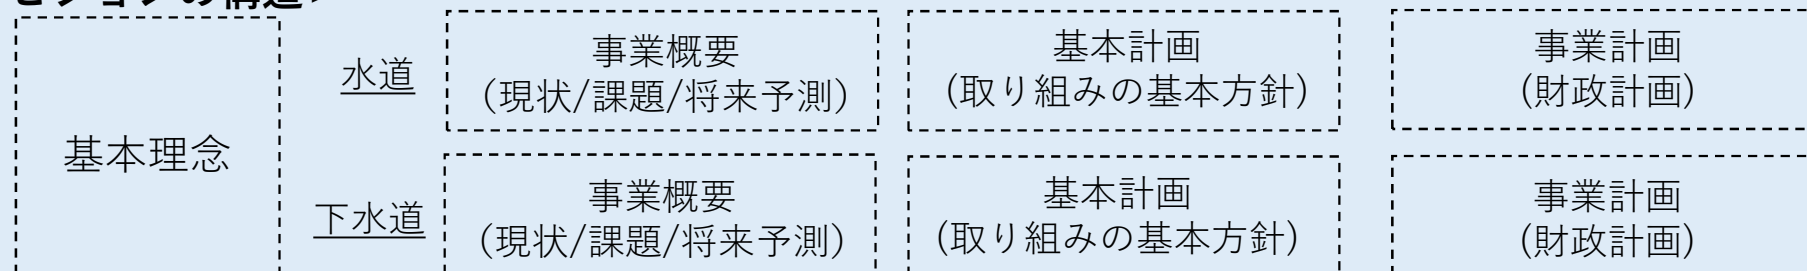 基本理念
水道
事業概要
(現状/課題/将来予測)
基本計画
(取り組みの基本方針)
事業計画
(財政計画)
下水道
事業概要
(現状/課題/将来予測)
基本計画
(取り組みの基本方針)
事業計画
(財政計画)